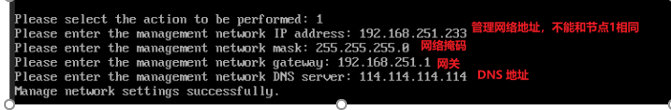 Please select the action to be performed: 1
Please enter the management network IP address: 192.168.251.233 管理网络地址，不能和节点1相同
Please enter the management network mask: 255.255.255.0 网络掩码
Please enter the management network gateway: 192.168.251.1 网关
Please enter the management network DNS server: 114.114.114.114 DNS 地址
Manage network settings successfully.